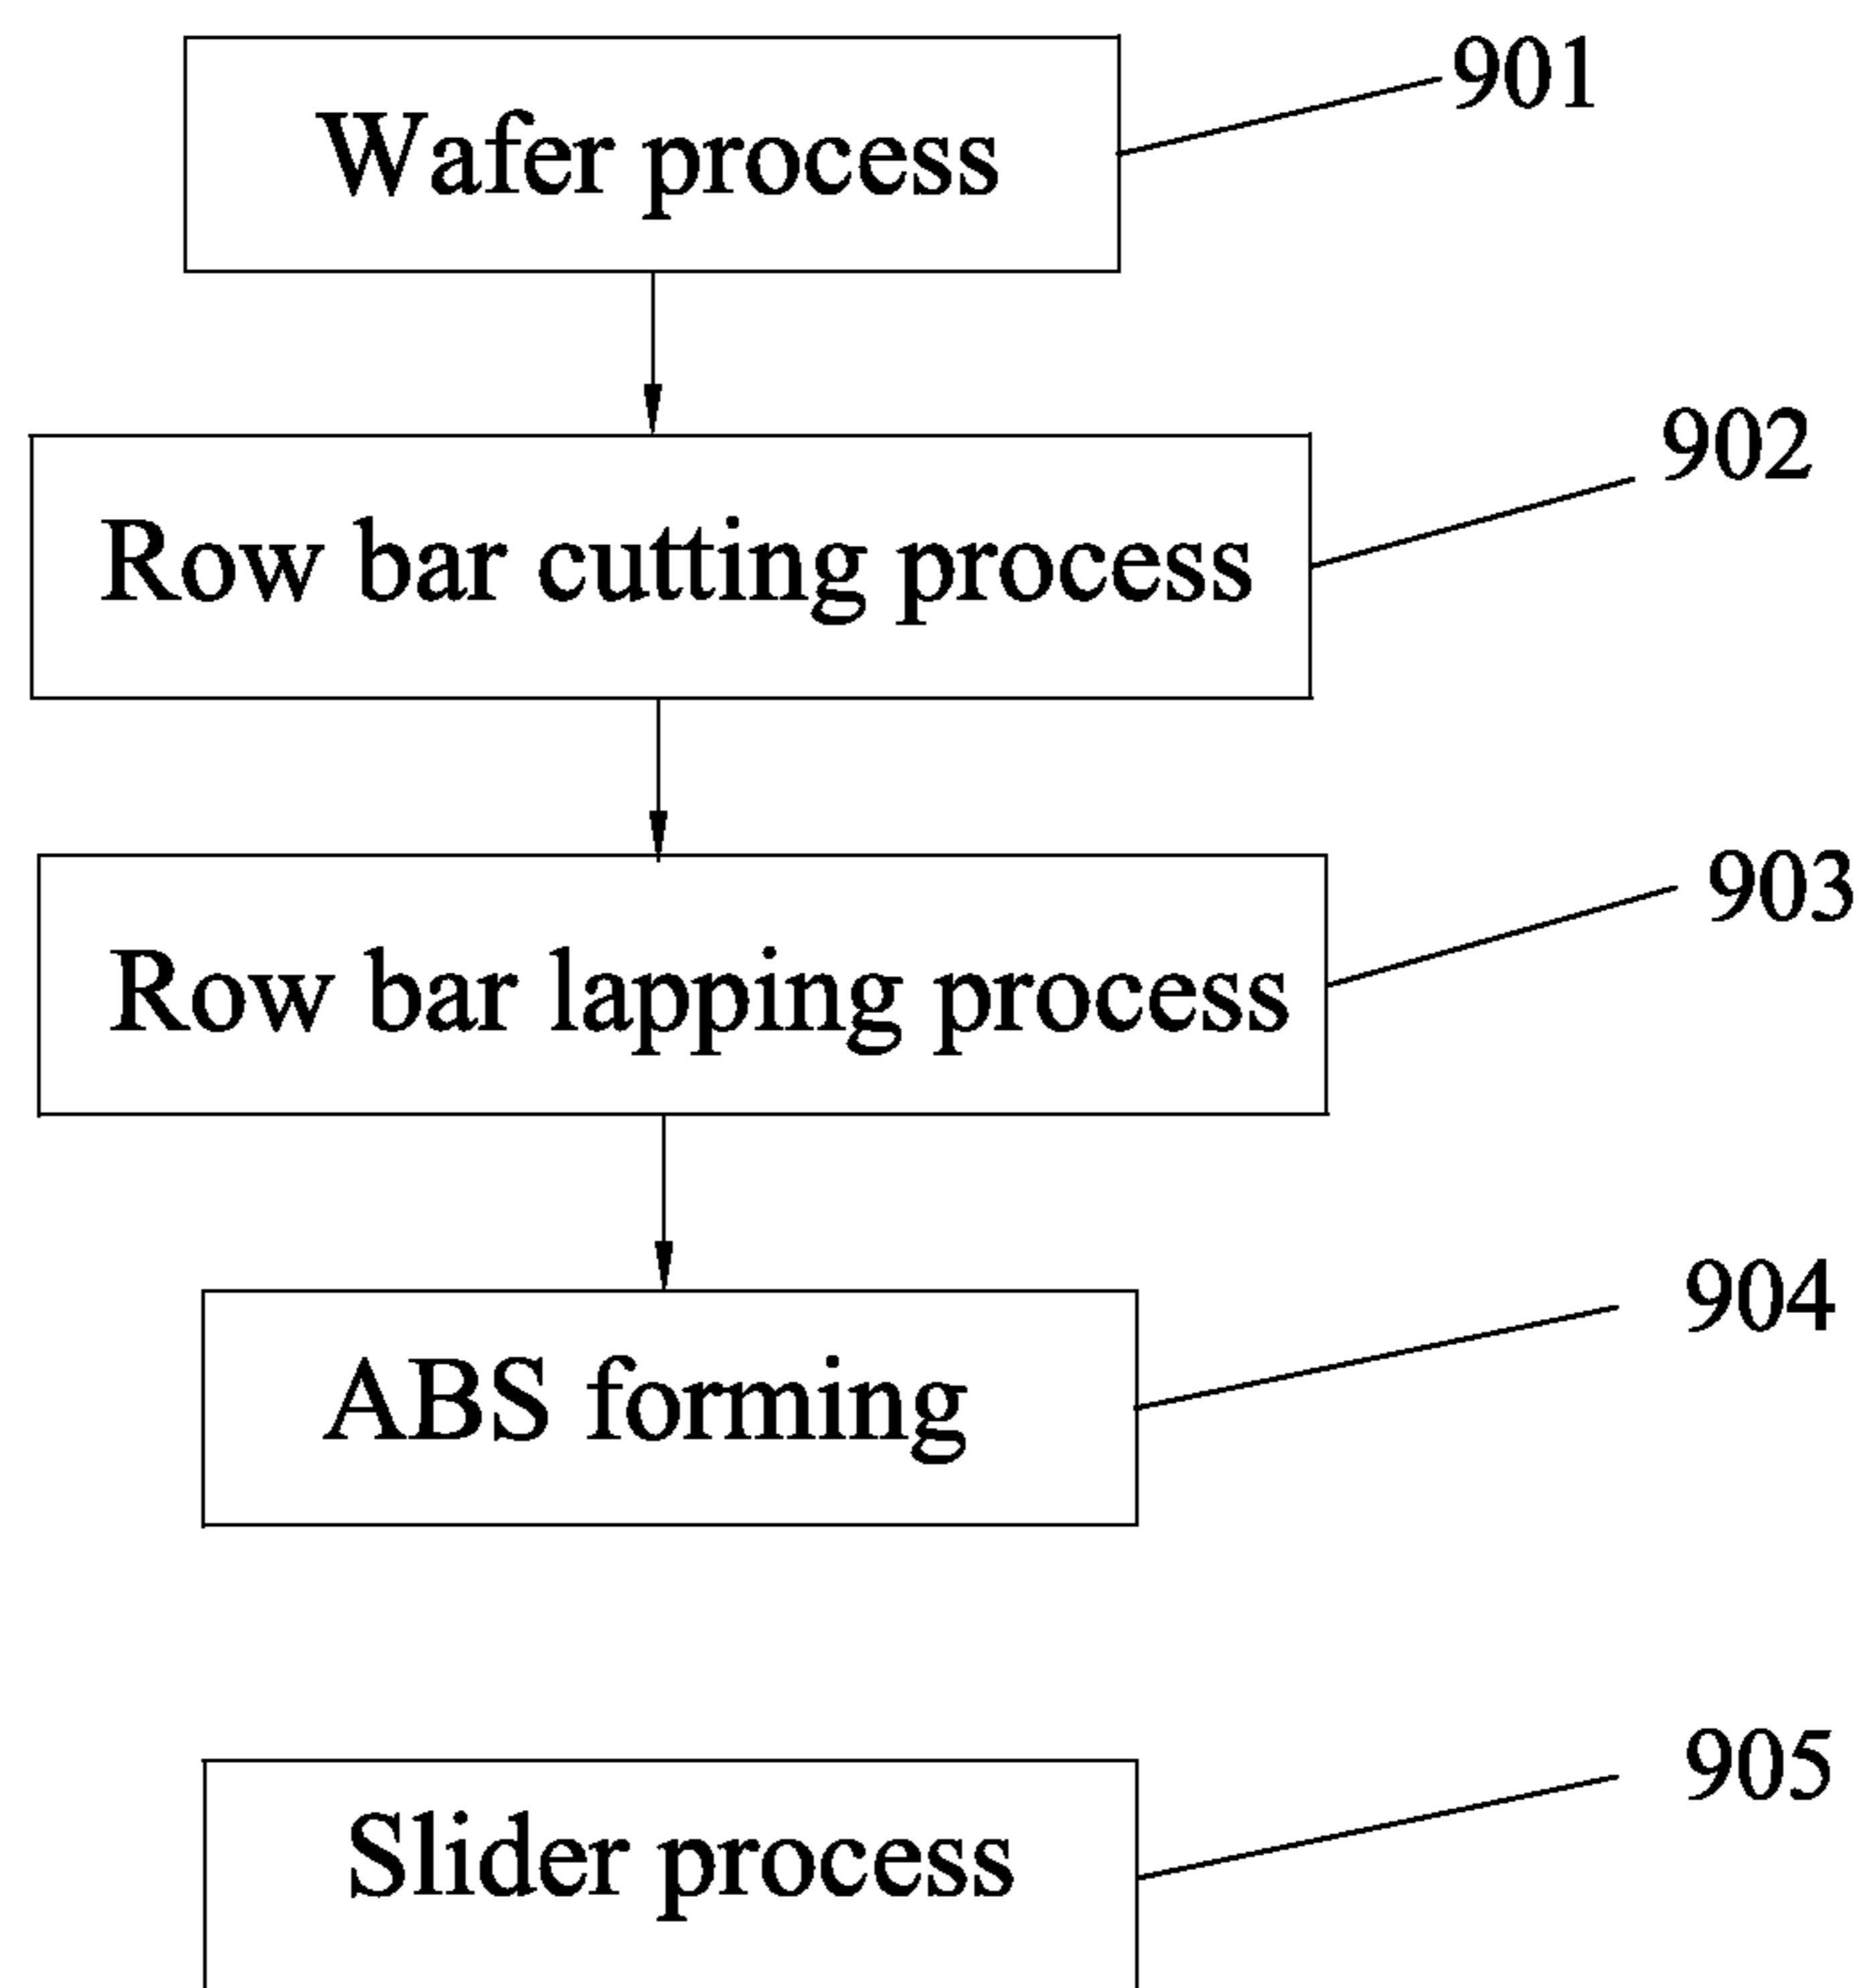 Wafer process
901
Row bar cutting process
902
Row bar lapping process
903
ABS forming
904
Slider process
905